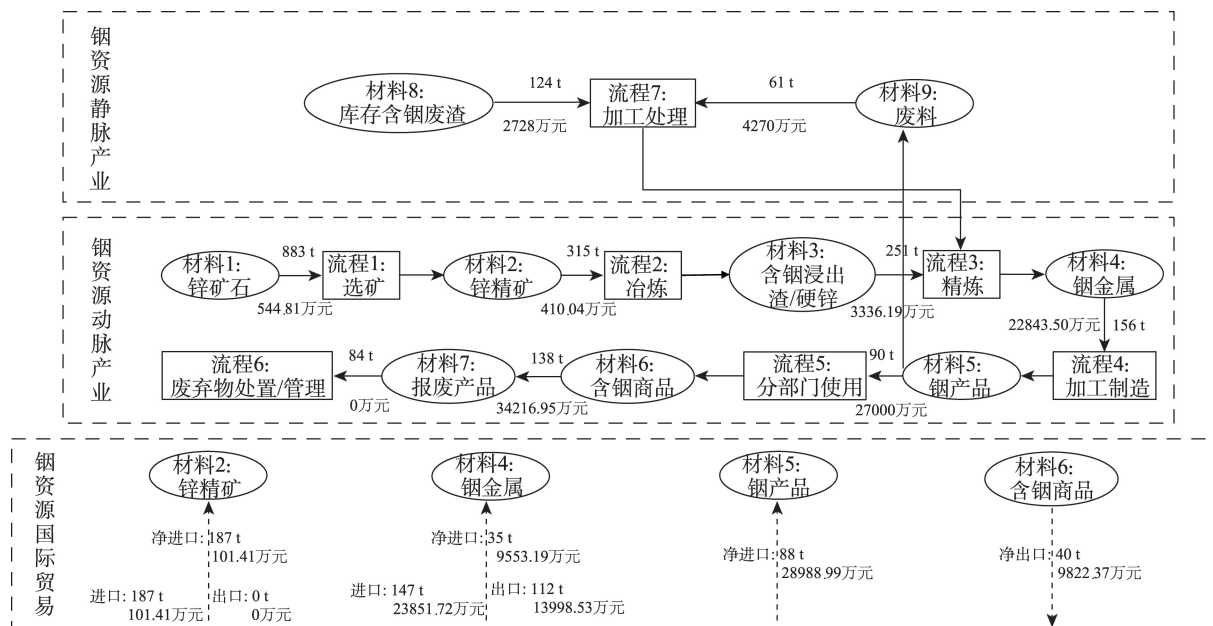 铟资源静脉产业
材料8:
库存含铟废渣
124 t
2728万元
流程7:
加工处理
61 t
4270万元
材料9:
废料
铟资源动脉产业
材料1:
锌矿石
883 t
544.81万元
流程1:
选矿
材料2:
锌精矿
315 t
410.04万元
流程2:
冶炼
材料3:
含铟浸出
渣/硬锌
251 t
3336.19万元
流程3:
精炼
材料4:
铟金属
22843.50万元
156 t
流程6:
废弃物处置/管理
84 t
0万元
材料7:
报废产品
138 t
34216.95万元
材料6:
含铟商品
流程5:
分部门使用
90 t
27000万元
材料5:
铟产品
流程4:
加工制造
铟资源国际贸易
材料2:
锌精矿
净进口: 187 t
101.41万元
进口: 187 t
101.41万元
出口: 0 t
0万元
材料4:
铟金属
净进口: 35 t
9553.19万元
进口: 147 t
23851.72万元
出口: 112 t
13998.53万元
材料5:
铟产品
净进口: 88 t
28988.99万元
材料6:
含铟商品
净出口: 40 t
9822.37万元